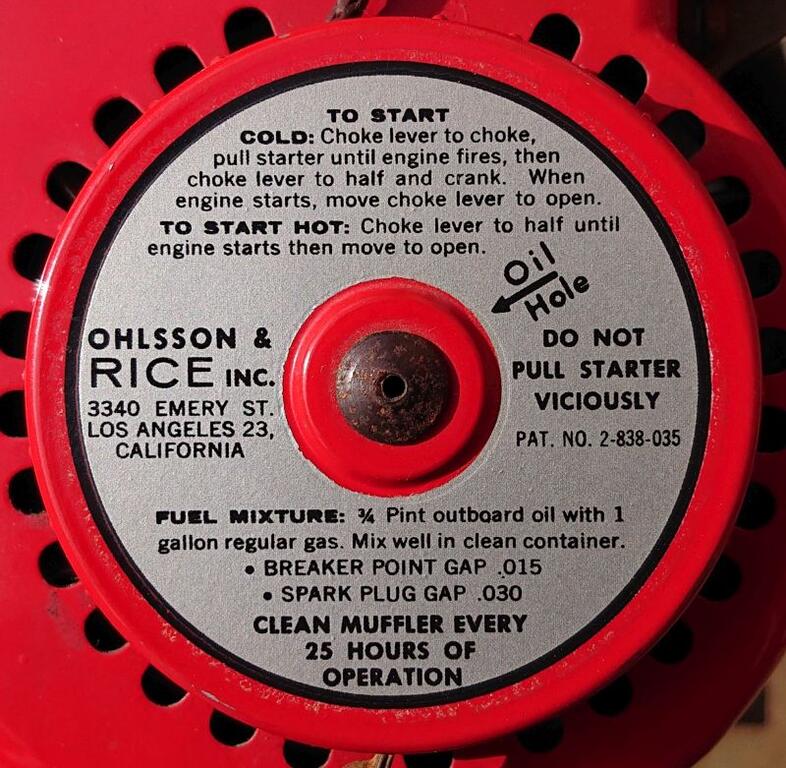 TO START
COLD: Choke lever to choke,
pull starter until engine fires, then
choke lever to half and crank. When
engine starts, move choke lever to open.
TO START HOT: Choke lever to half until
engine starts then move to open.
Oil
Hole
OHLSSON &
RICE INC.
3340 EMERY ST.
LOS ANGELES 23,
CALIFORNIA
DO NOT
PULL STARTER
VICIOUSLY
PAT. NO. 2-838-035
FUEL MIXTURE: ¾ Pint outboard oil with 1
gallon regular gas. Mix well in clean container.
• BREAKER POINT GAP .015
• SPARK PLUG GAP .030
CLEAN MUFFLER EVERY
25 HOURS OF
OPERATION